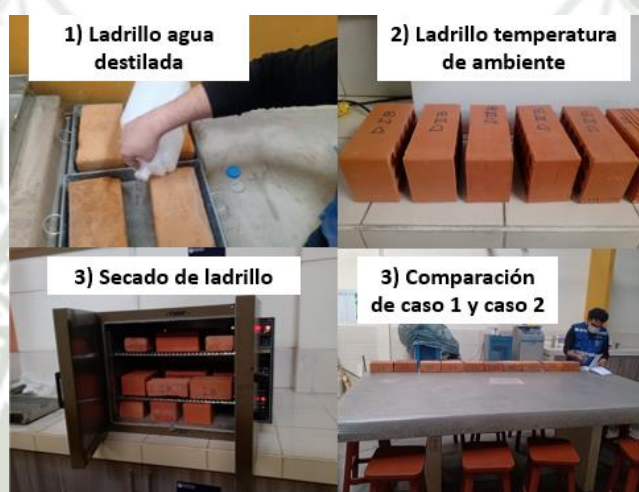 1) Ladrillo agua
destilada
2) Ladrillo temperatura
de ambiente
3) Secado de ladrillo
3) Comparación
de caso 1 y caso 2